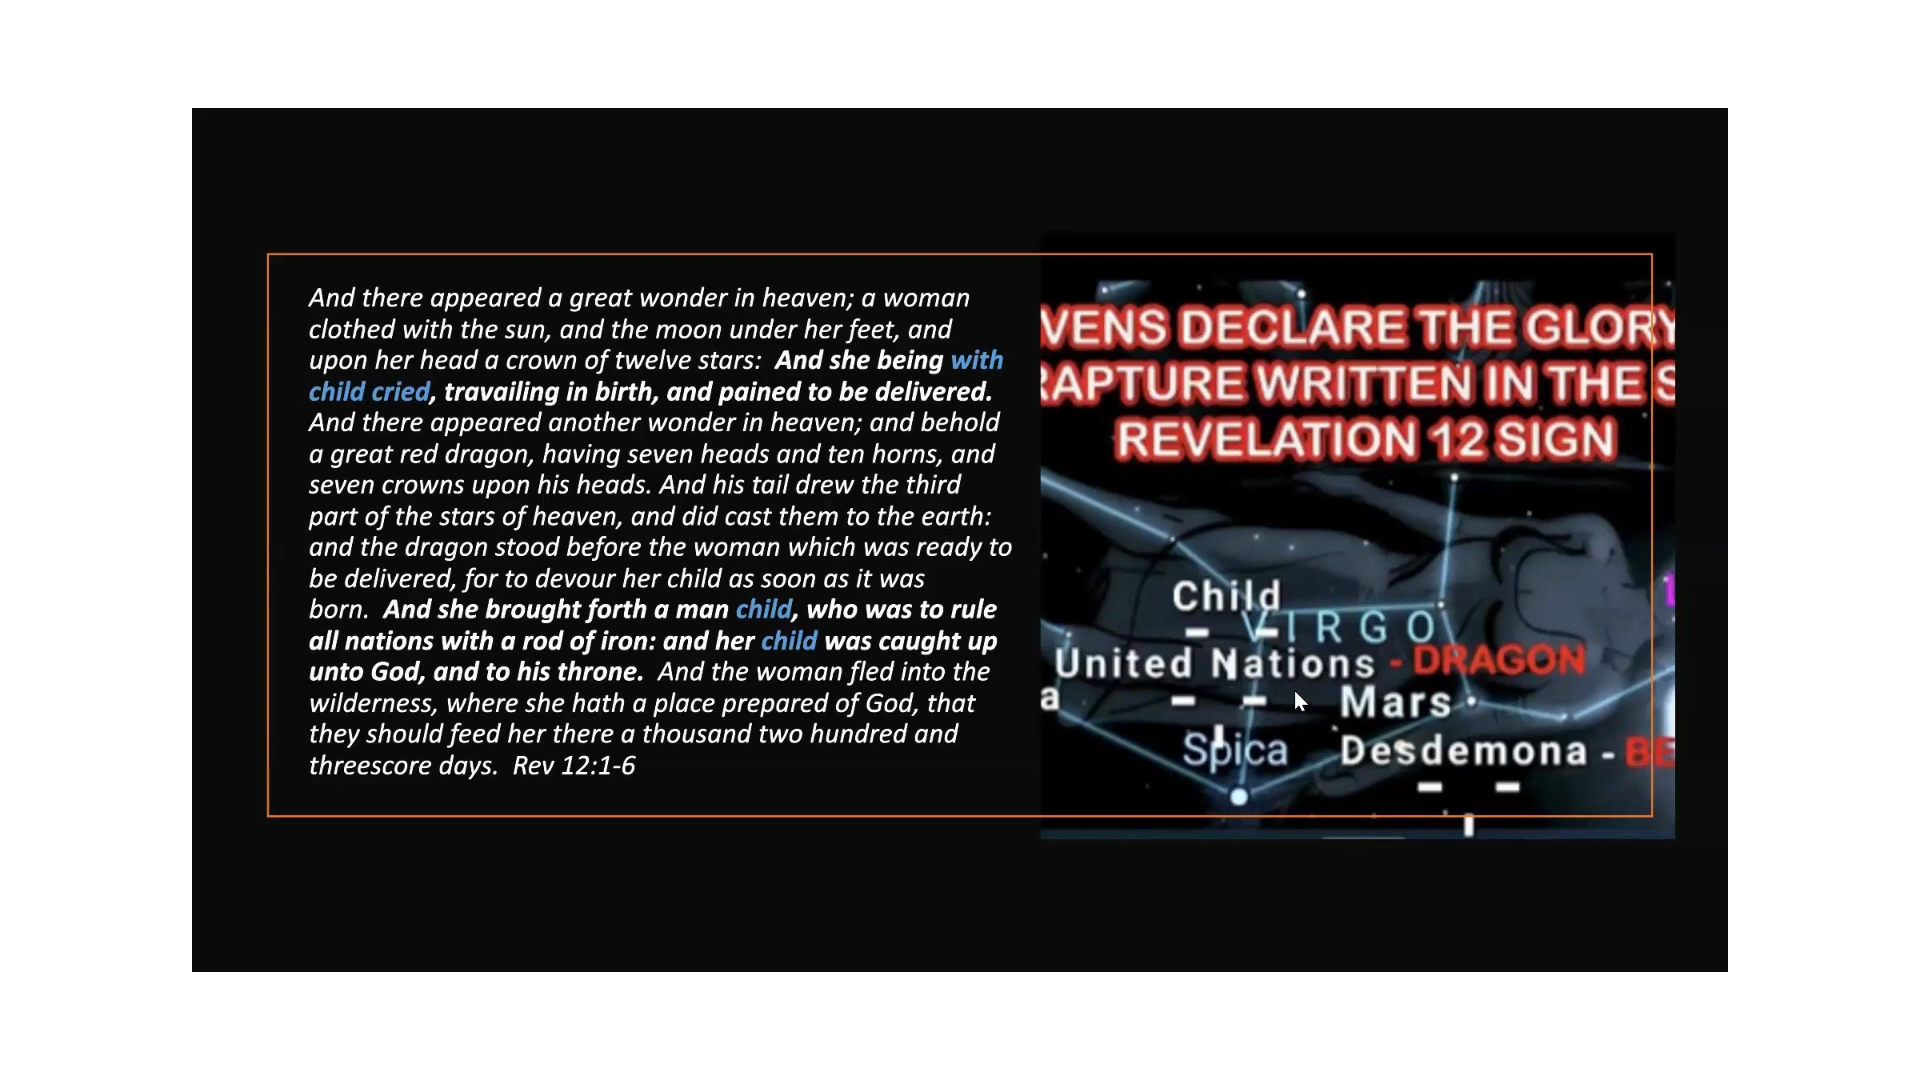 And there appeared a great wonder in heaven; a woman
clothed with the sun, and the moon under her feet, and
upon her head a crown of twelve stars:  And she being with
child cried, travailing in birth, and pained to be delivered.
And there appeared another wonder in heaven; and behold
a great red dragon, having seven heads and ten horns, and
seven crowns upon his heads. And his tail drew the third
part of the stars of heaven, and did cast them to the earth:
and the dragon stood before the woman which was ready to
be delivered, for to devour her child as soon as it was
born.  And she brought forth a man child, who was to rule
all nations with a rod of iron: and her child was caught up
unto God, and to his throne.  And the woman fled into the
wilderness, where she hath a place prepared of God, that
they should feed her there a thousand two hundred and
threescore days.  Rev 12:1-6
VENS DECLARE THE GLORY
RAPTURE WRITTEN IN THE S
REVELATION 12 SIGN
Child
VIRGO
United Nations - DRAGON
a
Mars
Spica
Desdemona - BE